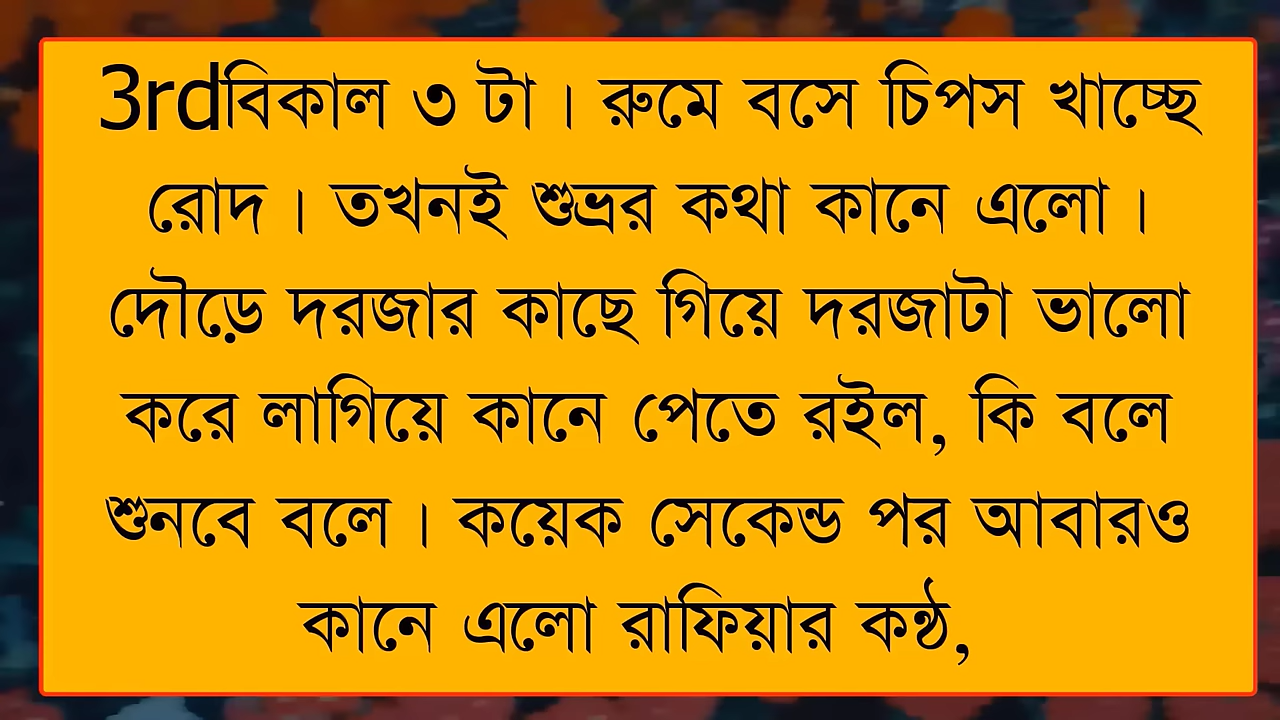 3rdবিকাল ৩ টা । রুমে বসে চিপস খাচ্ছে
রোদ । তখনই শুভ্রর কথা কানে এলো ।
দৌড়ে দরজার কাছে গিয়ে দরজাটা ভালো
করে লাগিয়ে কানে পেতে রইল, কি বলে
শুনবে বলে । কয়েক সেকেন্ড পর আবারও
কানে এলো রাফিয়ার কন্ঠ,